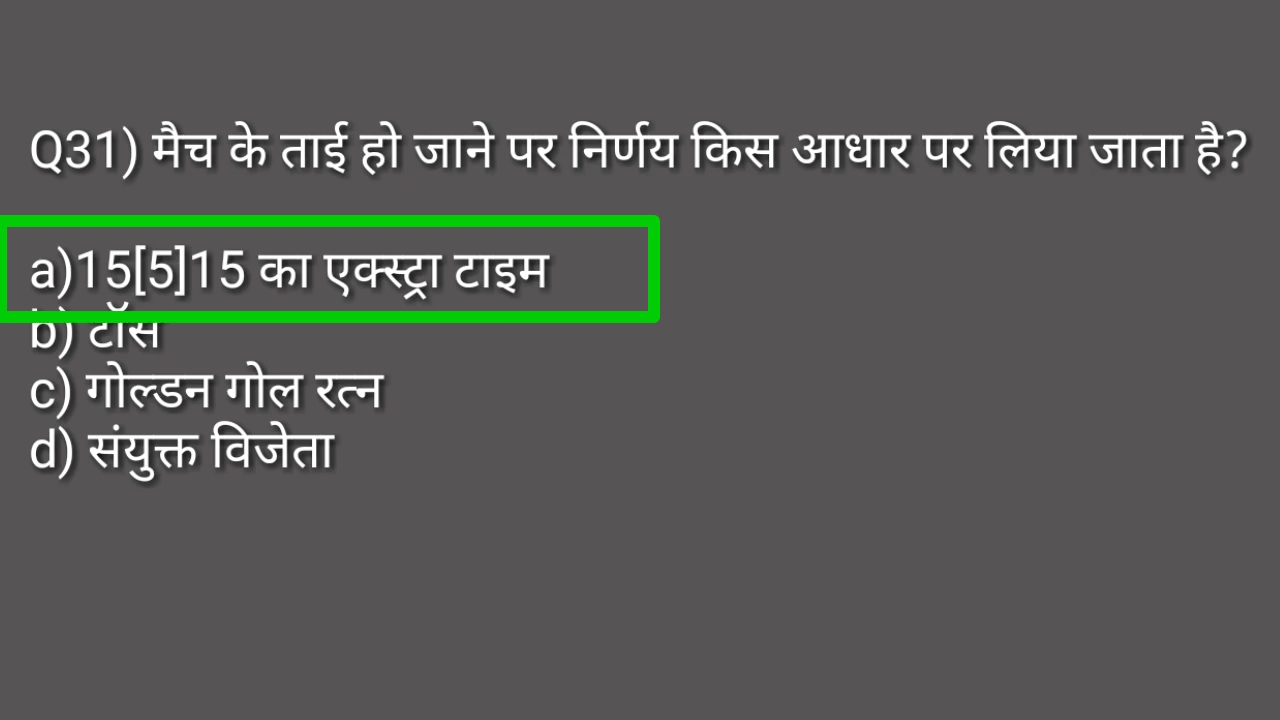 Q31) मैच के ताई हो जाने पर निर्णय किस आधार पर लिया जाता है?
a)15[5]15 का एक्स्ट्रा टाइम
b) टॉस
c) गोल्डन गोल रत्न
d) संयुक्त विजेता